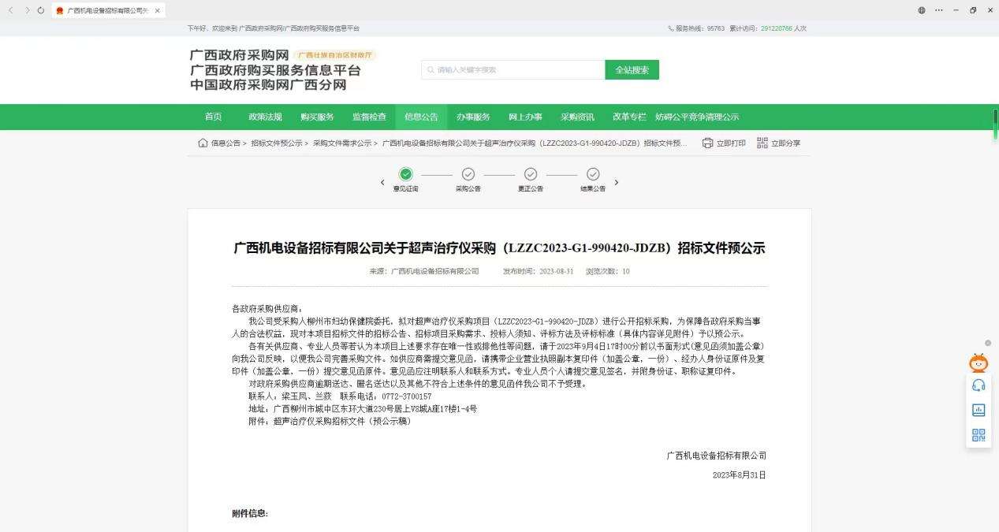 广西机电设备招标有限公司关
下午好，欢迎来到 广西政府采购网/广西政府购买服务信息平台
服务热线：95763 累计访问：291220766 人次
广西政府采购网 广西壮族自治区财政厅
广西政府购买服务信息平台
中国政府采购网广西分网
请输入关键字搜索 全站搜索
首页 政策法规 购买服务 监督检查 信息公告 办事服务 网上办事 采购资讯 改革专栏 妨碍公平竞争清理公示
信息公告 > 招标文件预公示 > 采购文件需求公示 > 广西机电设备招标有限公司关于超声治疗仪采购（LZZC2023-G1-990420-JDZB）招标文件预... 立即打印 立即分享
意见征询 采购公告 更正公告 结果公告
广西机电设备招标有限公司关于超声治疗仪采购（LZZC2023-G1-990420-JDZB）招标文件预公示
来源：广西机电设备招标有限公司 发布时间：2023-08-31 浏览次数：10
各政府采购供应商：
我公司受采购人柳州市妇幼保健院委托，拟对超声治疗仪采购项目（LZZC2023-G1-990420-JDZB）进行公开招标采购，为保障各政府采购当事
人的合法权益，现对本项目招标文件的招标公告、招标项目采购需求、投标人须知、评标方法及评标标准（具体内容详见附件）予以预公示。
各有关供应商、专业人员等若认为本项目上述要求存在唯一性或排他性等问题，请于2023年9月4日17时00分前以书面形式(意见函须加盖公章）
向我公司反映，以便我公司完善采购文件。如供应商需提交意见函，请携带企业营业执照副本复印件（加盖公章，一份）、经办人身份证原件及复
印件（加盖公章，一份）提交意见函原件。意见函应注明联系人和联系方式。专业人员个人请提交意见签名，并附身份证、职称证复印件。
对政府采购供应商逾期送达、匿名送达以及其他不符合上述条件的意见函件我公司不予受理。
联系人：梁玉凤、兰荻 联系电话：0772-3700157
地址：广西柳州市城中区东环大道230号居上V8城A座17楼1-4号
附件：超声治疗仪采购招标文件（预公示稿）
广西机电设备招标有限公司
2023年8月31日
附件信息: